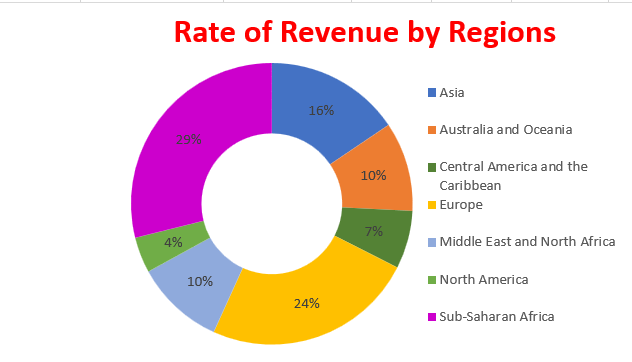 Rate of Revenue by Regions
16%
10%
7%
24%
10%
4%
29%
Asia
Australia and Oceania
Central America and the
Caribbean
Europe
Middle East and North Africa
North America
Sub-Saharan Africa